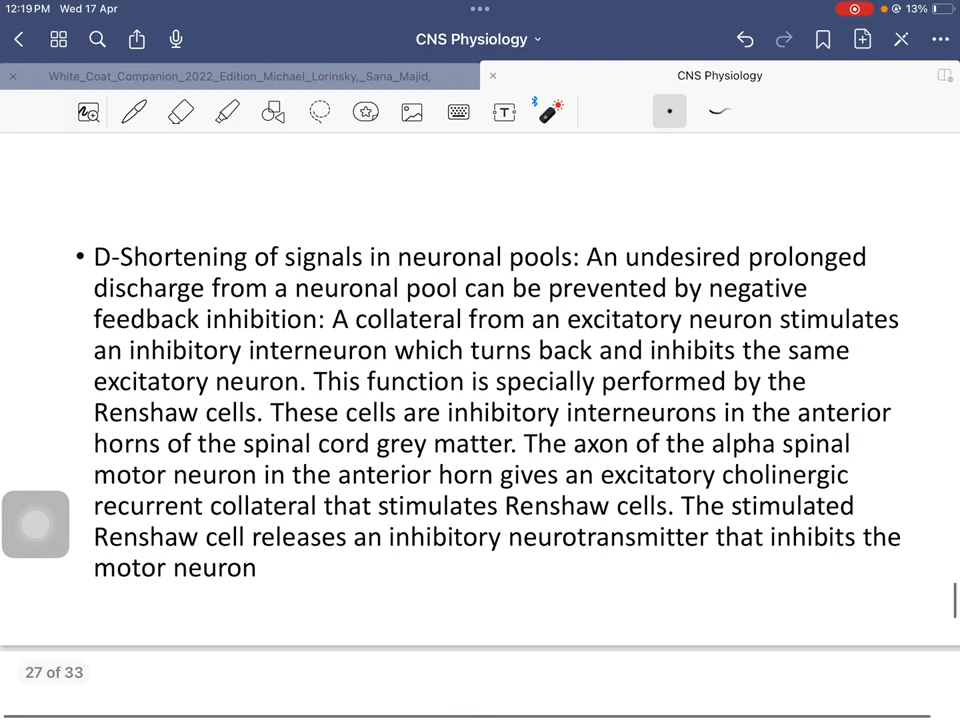 12:19 PM Wed 17 Apr
13%
CNS Physiology
White_Coat_Companion_2022_Edition_Michael_Lorinsky,_Sana_Majid,
CNS Physiology
T
• D-Shortening of signals in neuronal pools: An undesired prolonged
discharge from a neuronal pool can be prevented by negative
feedback inhibition: A collateral from an excitatory neuron stimulates
an inhibitory interneuron which turns back and inhibits the same
excitatory neuron. This function is specially performed by the
Renshaw cells. These cells are inhibitory interneurons in the anterior
horns of the spinal cord grey matter. The axon of the alpha spinal
motor neuron in the anterior horn gives an excitatory cholinergic
recurrent collateral that stimulates Renshaw cells. The stimulated
Renshaw cell releases an inhibitory neurotransmitter that inhibits the
motor neuron
27 of 33